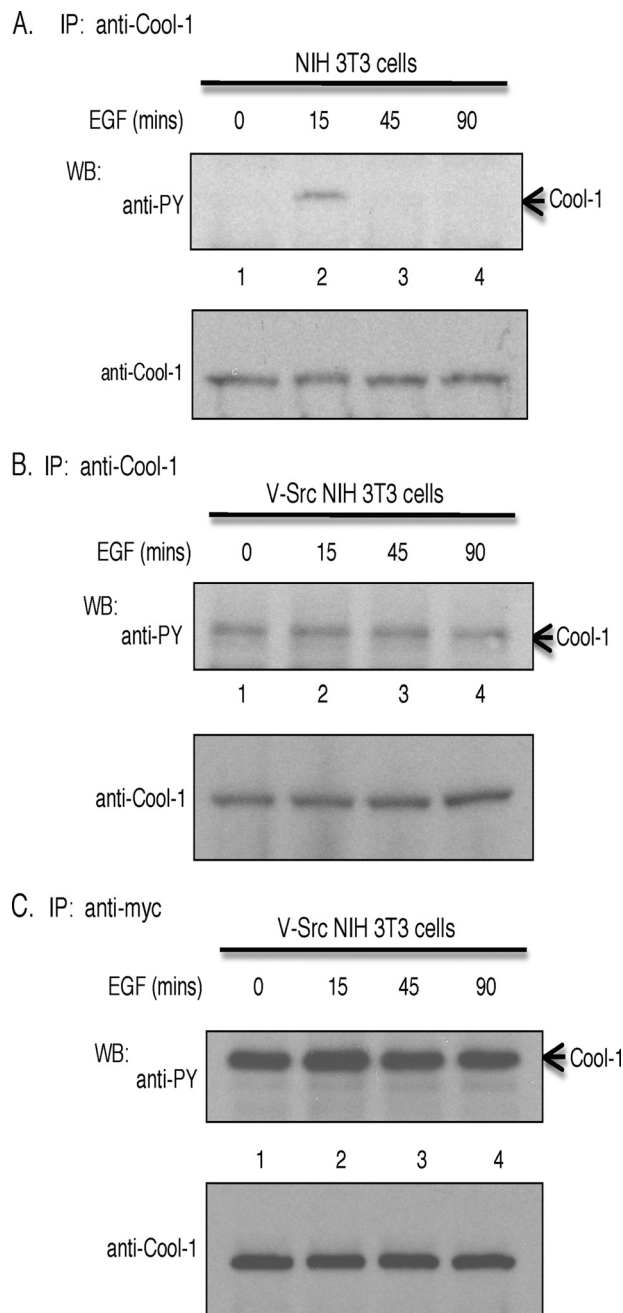 A. IP: anti-Cool-1
NIH 3T3 cells
EGF (mins) 0 15 45 90
WB:
anti-PY
Cool-1
1 2 3 4
anti-Cool-1
B. IP: anti-Cool-1
V-Src NIH 3T3 cells
EGF (mins) 0 15 45 90
WB:
anti-PY
Cool-1
1 2 3 4
anti-Cool-1
C. IP: anti-myc
V-Src NIH 3T3 cells
EGF (mins) 0 15 45 90
WB:
anti-PY
Cool-1
1 2 3 4
anti-Cool-1